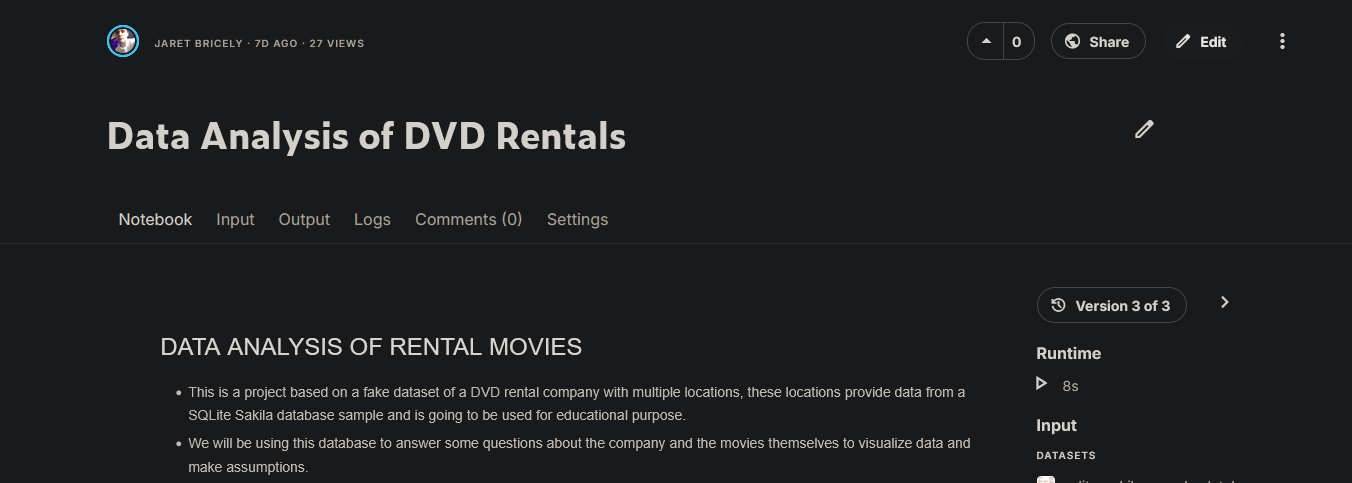 JARET BRICELY · 7D AGO · 27 VIEWS
0
Share
Edit
Data Analysis of DVD Rentals
Notebook Input Output Logs Comments (0) Settings
Version 3 of 3
DATA ANALYSIS OF RENTAL MOVIES
Runtime
8s
• This is a project based on a fake dataset of a DVD rental company with multiple locations, these locations provide data from a
SQLite Sakila database sample and is going to be used for educational purpose.
• We will be using this database to answer some questions about the company and the movies themselves to visualize data and
make assumptions.
Input
DATASETS